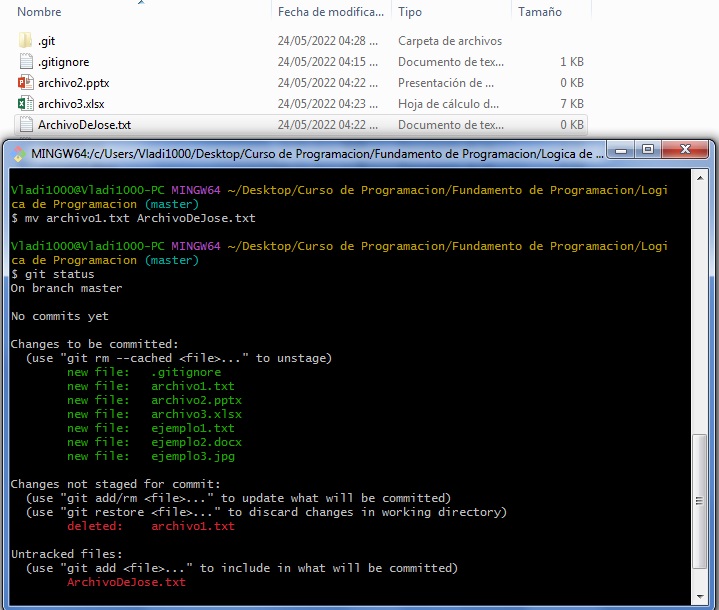 Nombre Fecha de modifica... Tipo Tamaño
.git 24/05/2022 04:28 ... Carpeta de archivos
.gitignore 24/05/2022 04:15 ... Documento de tex... 1 KB
archivo2.pptx 24/05/2022 04:22 ... Presentación de ... 0 KB
archivo3.xlsx 24/05/2022 04:23 ... Hoja de cálculo d... 7 KB
ArchivoDeJose.txt 24/05/2022 04:22 ... Documento de tex... 0 KB
MINGW64:/c/Users/Vladi1000/Desktop/Curso de Programacion/Fundamento de Programacion/Logica de ...
Vladi1000@Vladi1000-PC MINGW64 ~/Desktop/Curso de Programacion/Fundamento de Programacion/Logi
ca de Programacion (master)
$ mv archivo1.txt ArchivoDeJose.txt
Vladi1000@Vladi1000-PC MINGW64 ~/Desktop/Curso de Programacion/Fundamento de Programacion/Logi
ca de Programacion (master)
$ git status
On branch master
No commits yet
Changes to be committed:
(use "git rm --cached <file>..." to unstage)
new file: .gitignore
new file: archivo1.txt
new file: archivo2.pptx
new file: archivo3.xlsx
new file: ejemplo1.txt
new file: ejemplo2.docx
new file: ejemplo3.jpg
Changes not staged for commit:
(use "git add/rm <file>..." to update what will be committed)
(use "git restore <file>..." to discard changes in working directory)
deleted: archivo1.txt
Untracked files:
(use "git add <file>..." to include in what will be committed)
ArchivoDeJose.txt